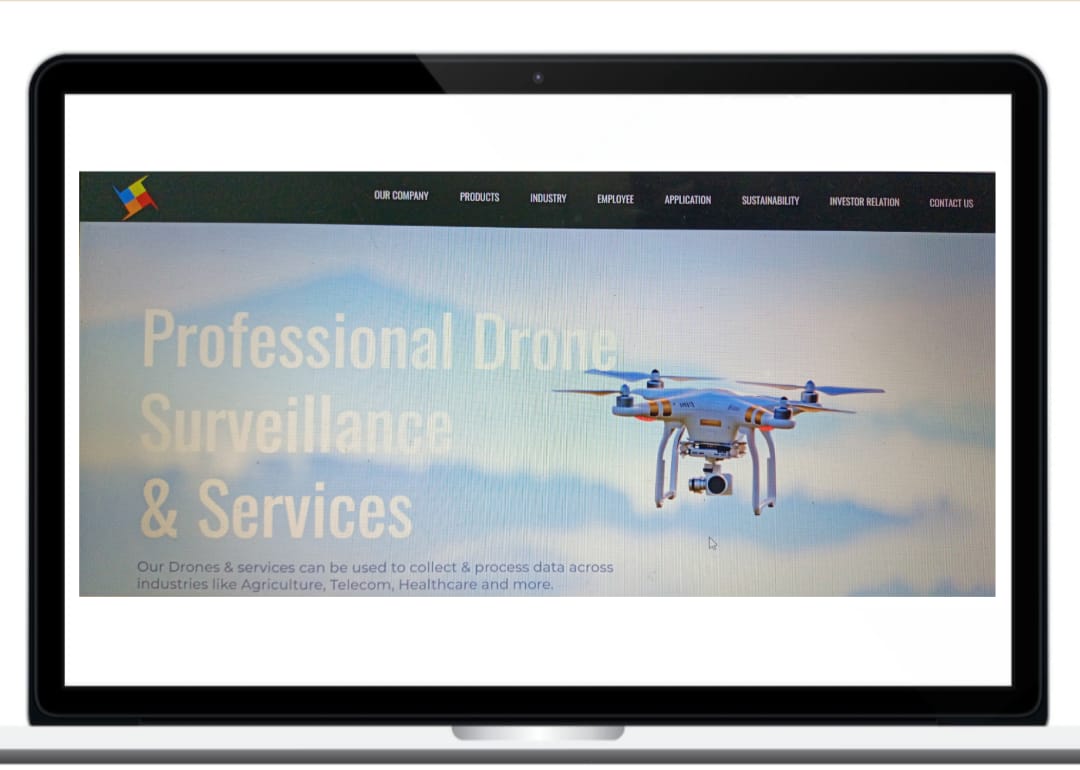 OUR COMPANY PRODUCTS INDUSTRY EMPLOYEE APPLICATION SUSTAINABILITY INVESTOR RELATION CONTACT US
Professional Drone
Surveillance
& Services
Our Drones & services can be used to collect & process data across
industries like Agriculture, Telecom, Healthcare and more.